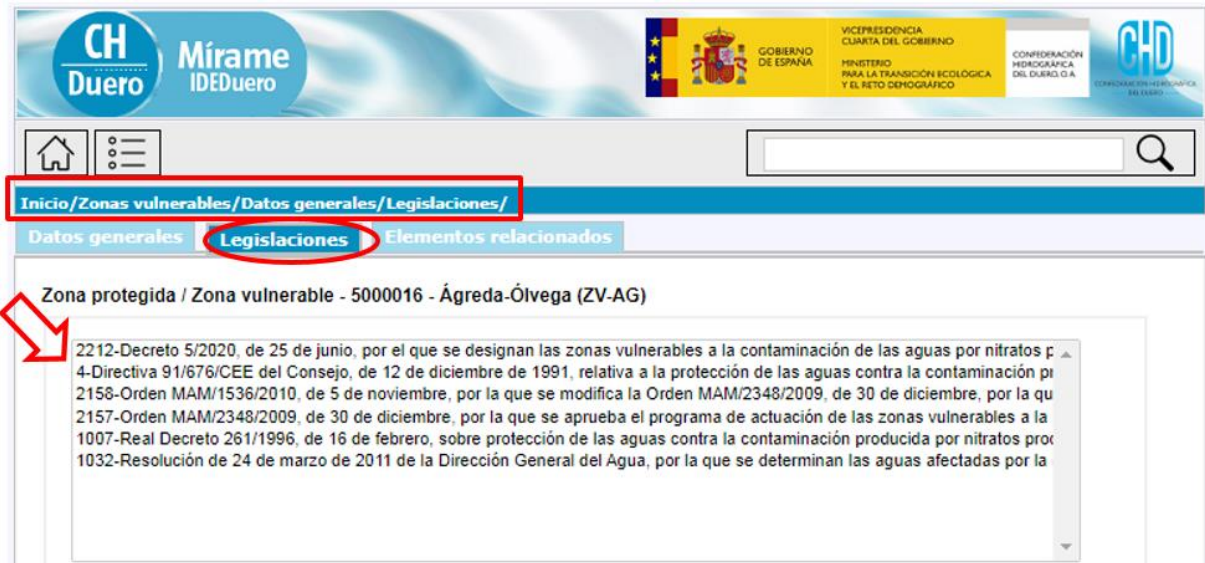 CH
Duero
Mírame
IDEDuero
GOBIERNO
DE ESPAÑA
VICEPRESIDENCIA
CUARTA DEL GOBIERNO
MINISTERIO
PARA LA TRANSICIÓN ECOLÓGICA
Y EL RETO DEMOGRÁFICO
CONFEDERACIÓN
HIDROGRÁFICA
DEL DUERO, O.A.
CHD
CONFEDERACIÓN HIDROGRÁFICA
DEL DUERO
Inicio/Zonas vulnerables/Datos generales/Legislaciones/
Datos generales
Legislaciones
Elementos relacionados
Zona protegida / Zona vulnerable - 5000016 - Ágreda-Ólvega (ZV-AG)
2212-Decreto 5/2020, de 25 de junio, por el que se designan las zonas vulnerables a la contaminación de las aguas por nitratos p
4-Directiva 91/676/CEE del Consejo, de 12 de diciembre de 1991, relativa a la protección de las aguas contra la contaminación pr
2158-Orden MAM/1536/2010, de 5 de noviembre, por la que se modifica la Orden MAM/2348/2009, de 30 de diciembre, por la qu
2157-Orden MAM/2348/2009, de 30 de diciembre, por la que se aprueba el programa de actuación de las zonas vulnerables a la
1007-Real Decreto 261/1996, de 16 de febrero, sobre protección de las aguas contra la contaminación producida por nitratos proc
1032-Resolución de 24 de marzo de 2011 de la Dirección General del Agua, por la que se determinan las aguas afectadas por la